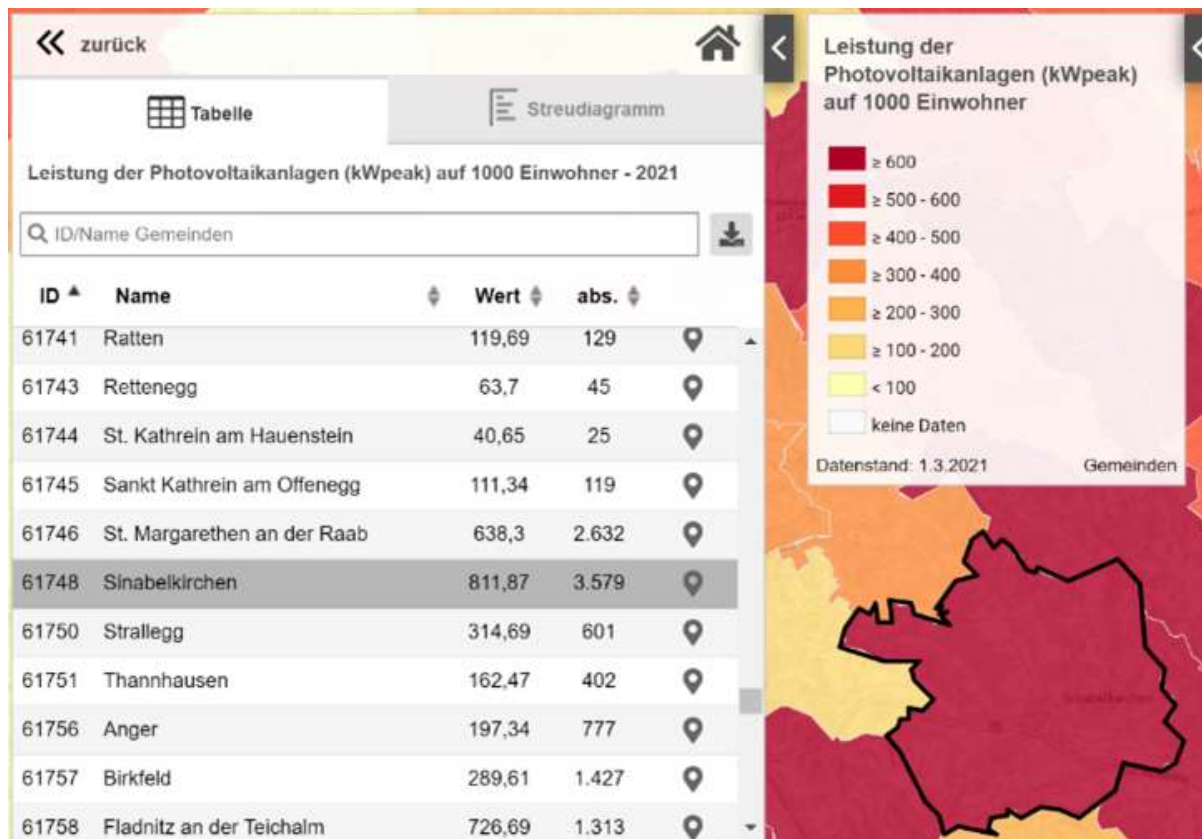 zurück
Tabelle
Streudiagramm
Leistung der Photovoltaikanlagen (kWpeak) auf 1000 Einwohner - 2021
ID/Name Gemeinden
ID Name Wert abs.
61741 Ratten 119,69 129
61743 Rettenegg 63,7 45
61744 St. Kathrein am Hauenstein 40,65 25
61745 Sankt Kathrein am Offenegg 111,34 119
61746 St. Margarethen an der Raab 638,3 2.632
61748 Sinabelkirchen 811,87 3.579
61750 Strallegg 314,69 601
61751 Thannhausen 162,47 402
61756 Anger 197,34 777
61757 Birkfeld 289,61 1.427
61758 Fladnitz an der Teichalm 726,69 1.313
Leistung der
Photovoltaikanlagen (kWpeak)
auf 1000 Einwohner
≥ 600
≥ 500 - 600
≥ 400 - 500
≥ 300 - 400
≥ 200 - 300
≥ 100 - 200
< 100
keine Daten
Datenstand: 1.3.2021 Gemeinden
Sinabelkirchen